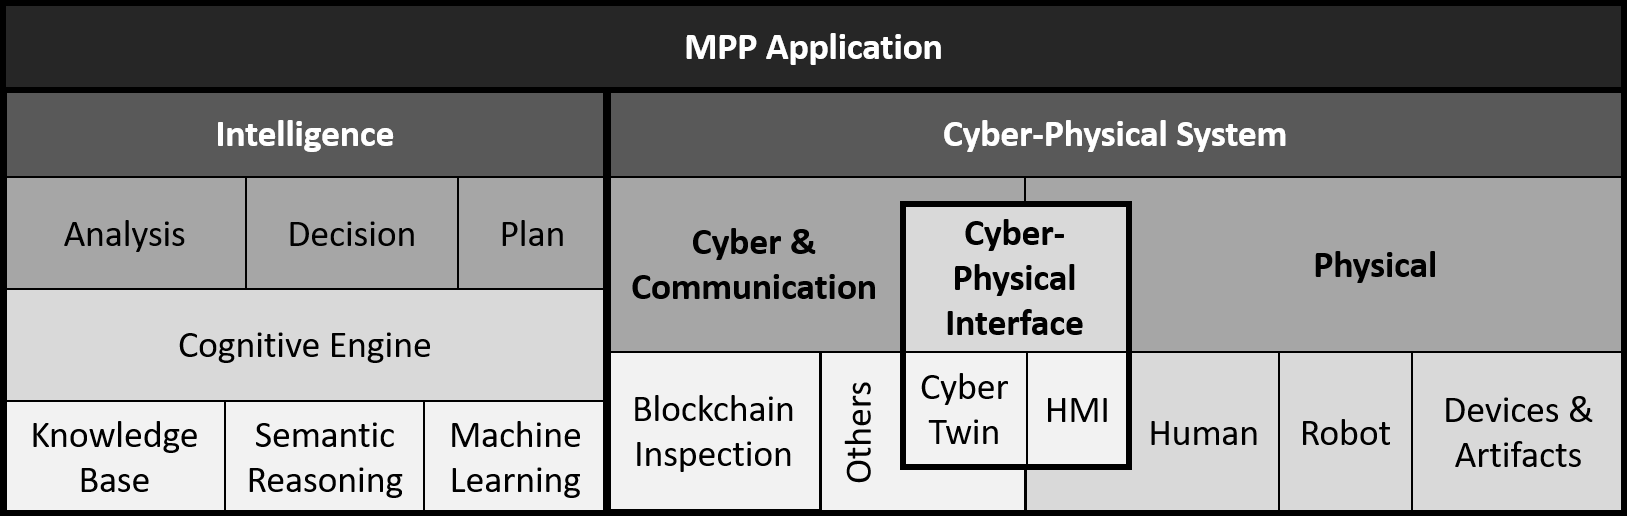 MPP Application
Intelligence
Cyber-Physical System
Analysis
Decision
Plan
Cyber &
Communication
Cyber-
Physical
Interface
Physical
Cognitive Engine
Knowledge
Base
Semantic
Reasoning
Machine
Learning
Blockchain
Inspection
Others
Cyber
Twin
HMI
Human
Robot
Devices &
Artifacts